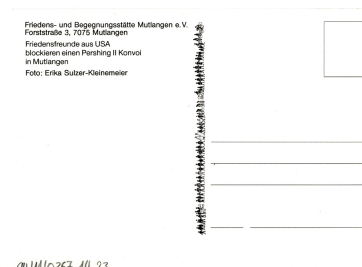 Friedens- und Begegnungsstätte Mutlangen e.V.
Forststraße 3, 7075 Mutlangen
Friedensfreunde aus USA
blockieren einen Pershing II Konvoi
in Mutlangen
Foto: Erika Sulzer-Kleinemeier